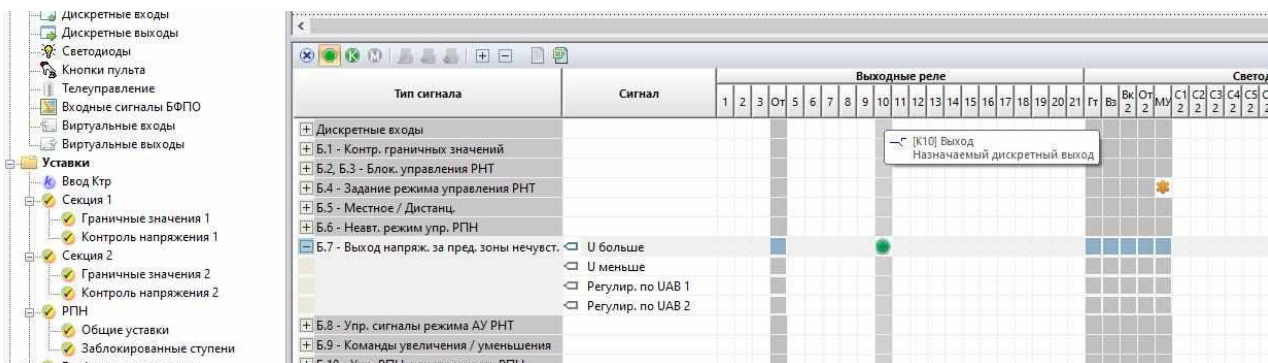 Дискретные входы
Дискретные выходы
Светодиоды
Кнопки пульта
Телеуправление
Входные сигналы БФПО
Виртуальные входы
Виртуальные выходы
Уставки
Ввод Ктр
Секция 1
Граничные значения 1
Контроль напряжения 1
Секция 2
Граничные значения 2
Контроль напряжения 2
РПН
Общие уставки
Заблокированные ступени
Тип сигнала
Сигнал
Выходные реле
Светод
1 2 3 От 5 6 7 8 9 10 11 12 13 14 15 16 17 18 19 20 21 Гт Вз Вк 2 От 2 МУ С1 2 С2 2 С3 2 С4 2 С5 2
Дискретные входы
Б.1 - Контр. граничных значений
Б.2, Б.3 - Блок. управления РНТ
Б.4 - Задание режима управления РНТ
Б.5 - Местное / Дистанц.
Б.6 - Неавт. режим упр. РПН
Б.7 - Выход напряж. за пред. зоны нечувст.
U больше
U меньше
Регулир. по UAB 1
Регулир. по UAB 2
Б.8 - Упр. сигналы режима АУ РНТ
Б.9 - Команды увеличения / уменьшения
[K10] Выход
Назначаемый дискретный выход